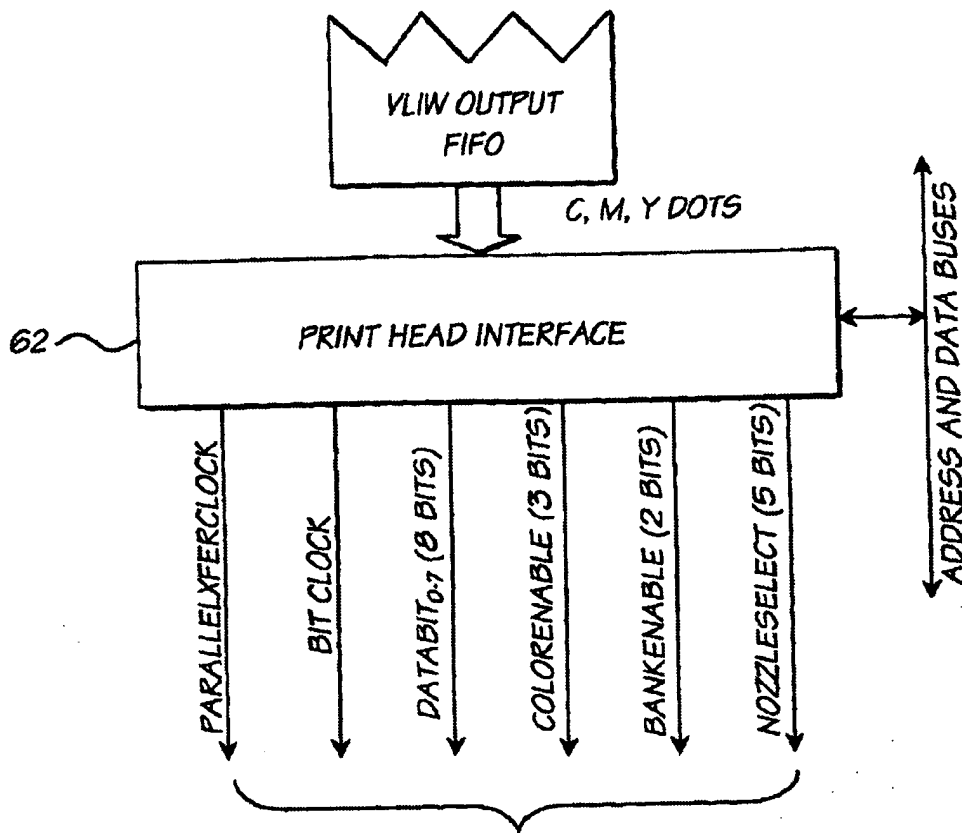 VLIW OUTPUT
FIFO
C, M, Y DOTS
62
PRINT HEAD INTERFACE
ADDRESS AND DATA BUSES
PARALLELXFERCLOCK
BIT CLOCK
DATABIT0-7 (8 BITS)
COLORENABLE (3 BITS)
BANKENABLE (2 BITS)
NOZZLESELECT (5 BITS)